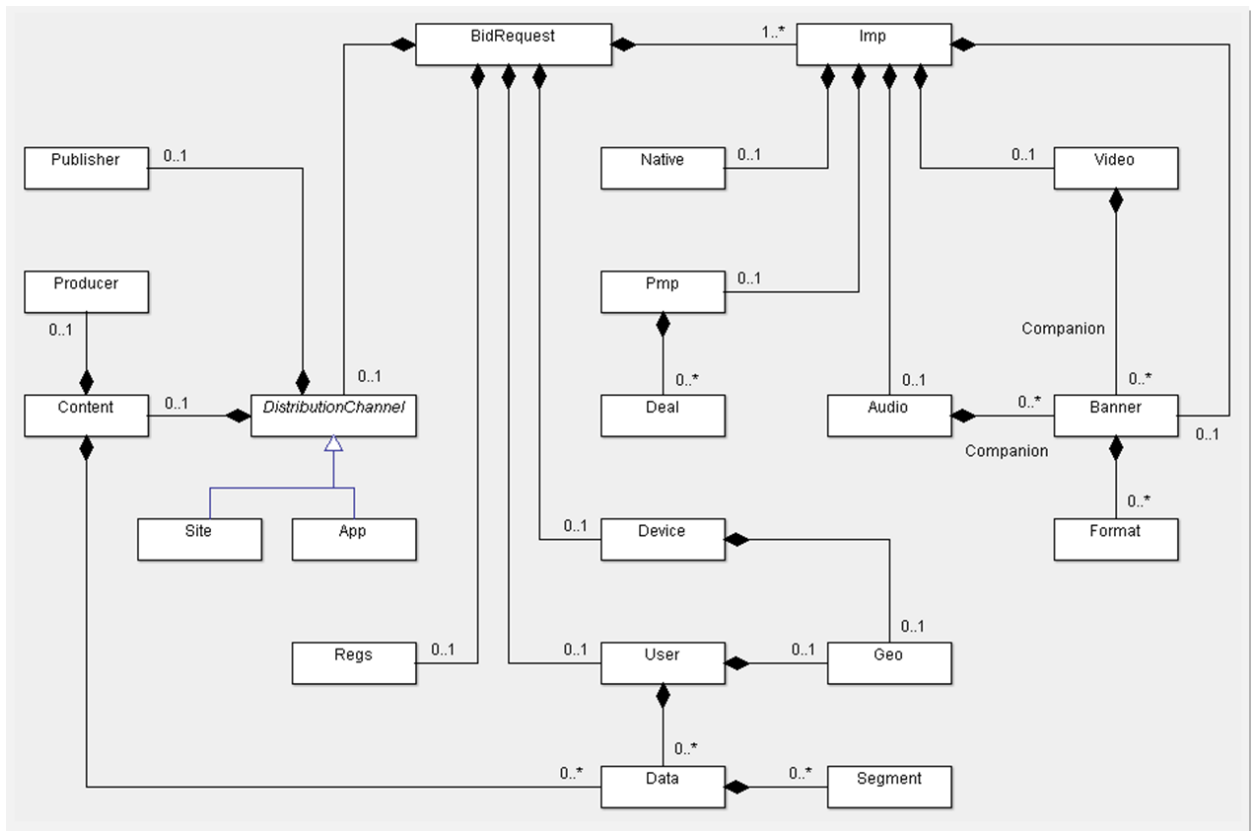 BidRequest
1..*
Imp
Publisher
0..1
Native
0..1
0..1
Video
Producer
0..1
Pmp
0..1
Companion
0..1
0..1
0..*
0..*
Content
0..1
DistributionChannel
Deal
Audio
0..*
Banner
0..1
Companion
0..*
Site
App
0..1
Device
Format
0..1
Regs
0..1
0..1
User
0..1
Geo
0..*
0..*
Data
0..*
Segment